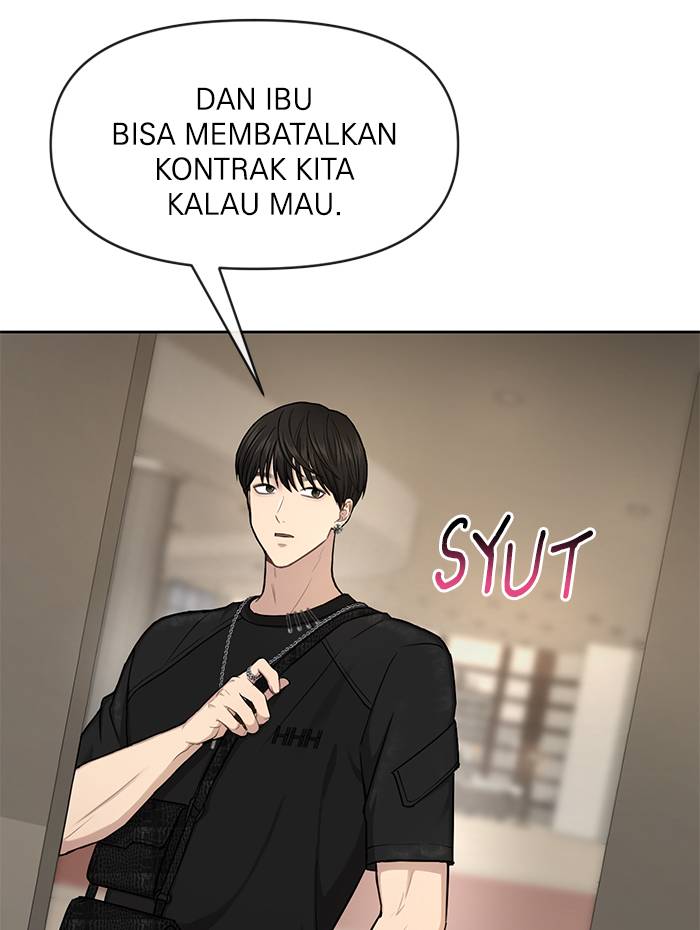 DAN IBU
BISA MEMBATALKAN
KONTRAK KITA
KALAU MAU.
SYUT
HHH